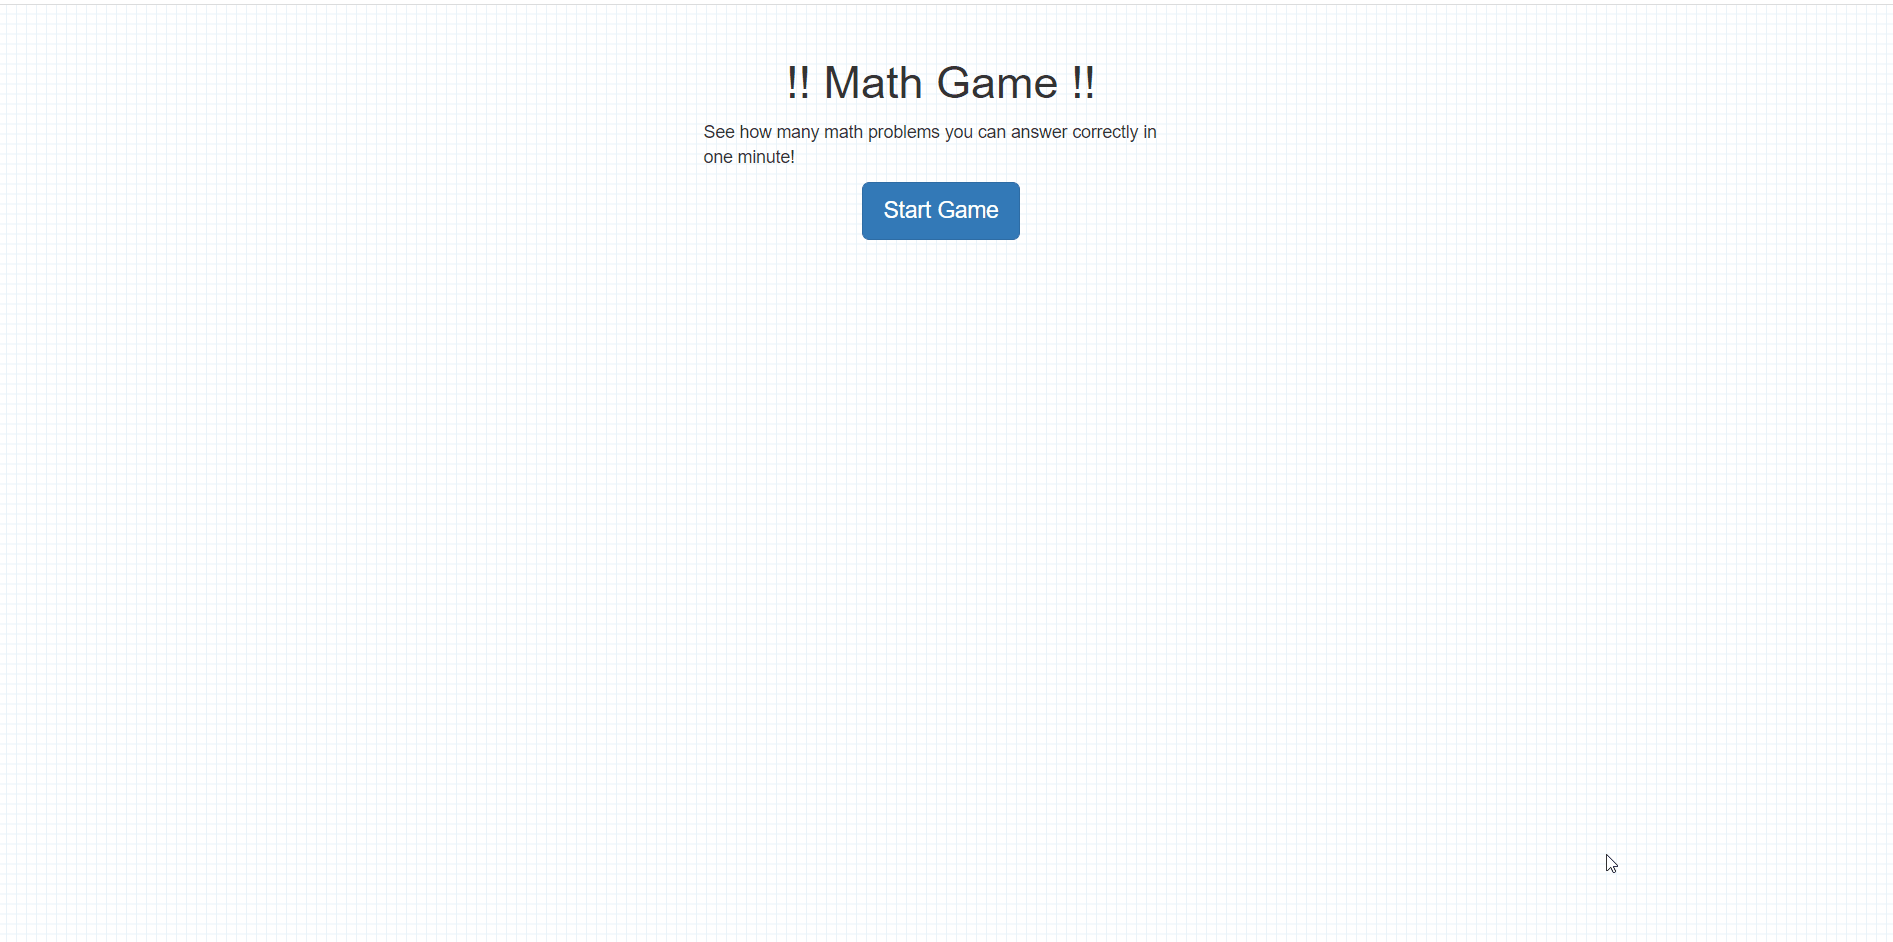 !! Math Game !!
See how many math problems you can answer correctly in
one minute!
Start Game